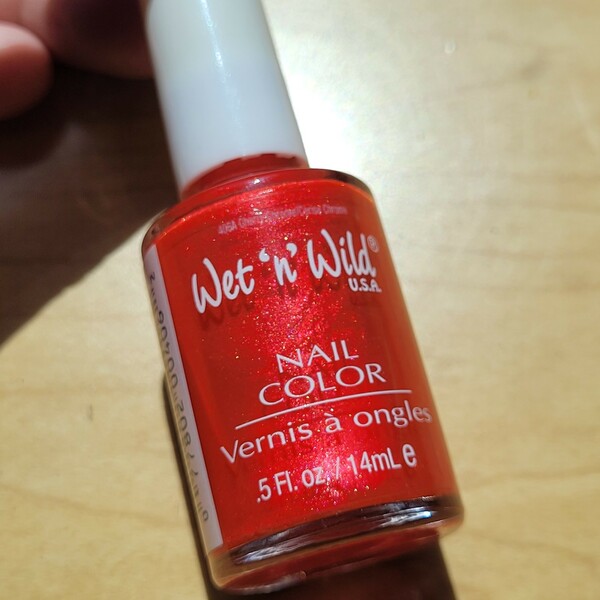 Wet 'n' Wild®
U.S.A.
NAIL
COLOR
Vernis à ongles
.5 Fl. oz. / 14mL e